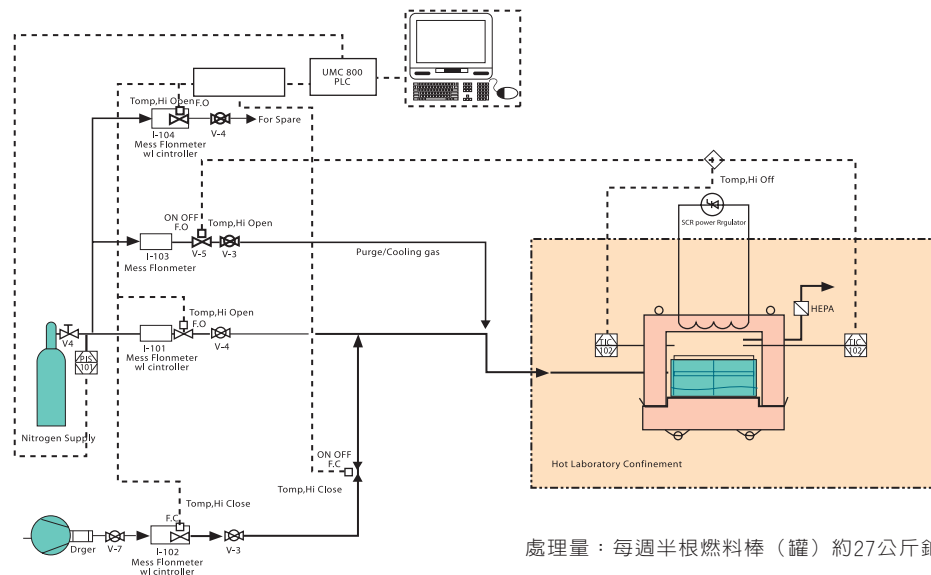 UMC 800
PLC
Tomp,Hi Open
F.O
I-104
V-4
For Spare
Mess Flonmeter
wl cintroller
Tomp,Hi Off
SCR power Rrgulator
ON OFF
F.O
Tomp,Hi Open
I-103
V-5
V-3
Mess Flonmeter
Purge/Cooling gas
HEPA
Tomp,Hi Open
F.O
V4
I-101
V-4
Mess Flonmeter
wl cintroller
PIS
101
TIC
102
TIC
102
Nitrogen Supply
ON OFF
F.C
Hot Laboratory Confinement
Tomp,Hi Close
Tomp,Hi Close
F.C
Drger
V-7
I-102
V-3
Mess Flonmeter
wl cintroller
處理量：每週半根燃料棒（罐）約27公斤